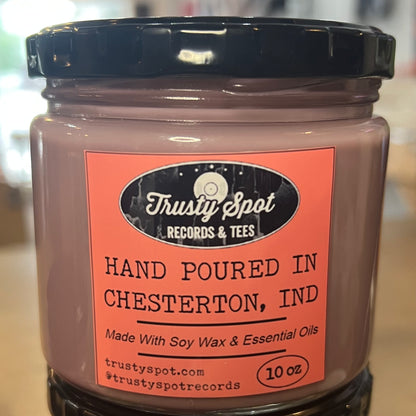 Trusty Spot
RECORDS & TEES
HAND POURED IN
CHESTERTON, IND
Made With Soy Wax & Essential Oils
trustyspot.com
@trustyspotrecords
10 oz